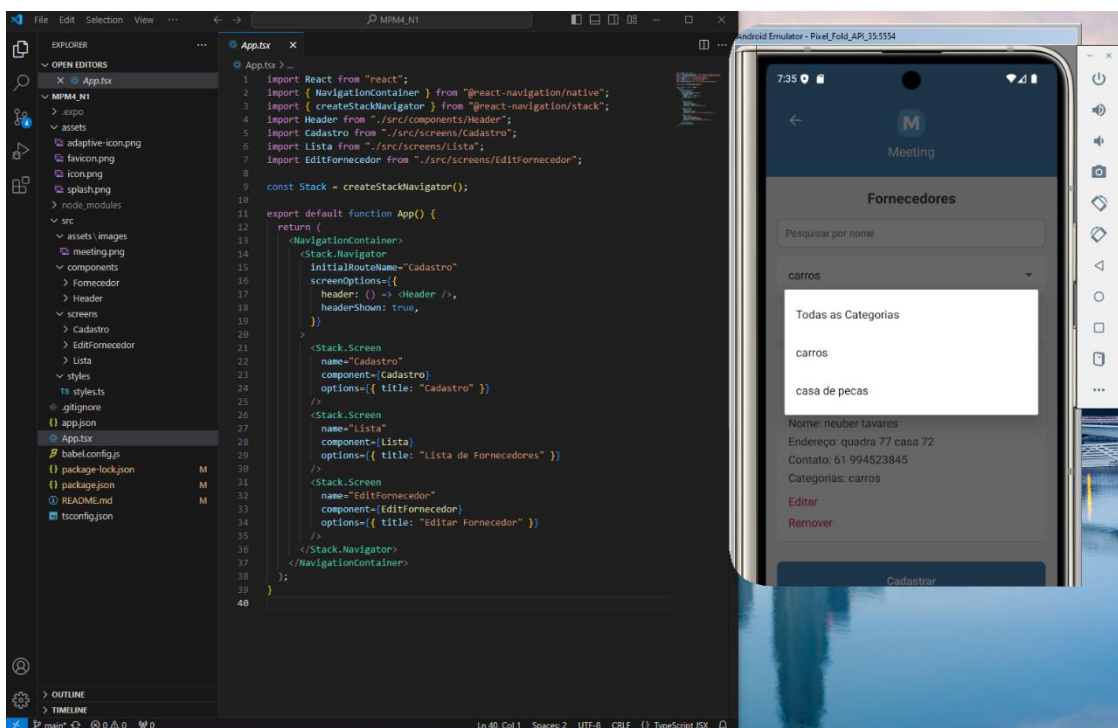 File Edit Selection View ··· MPM4_N1
EXPLORER ···
OPEN EDITORS
App.tsx
MPM4_N1
.expo
assets
adaptive-icon.png
favicon.png
icon.png
splash.png
node_modules
src
assets\images
meeting.png
components
Fornecedor
Header
screens
Cadastro
EditFornecedor
Lista
styles
TS styles.ts
.gitignore
{} app.json
App.tsx
babel.config.js
{} package-lock.json M
{} package.json M
README.md M
tsconfig.json
OUTLINE
TIMELINE
App.tsx
App.tsx > ...
1 import React from "react";
2 import { NavigationContainer } from "@react-navigation/native";
3 import { createStackNavigator } from "@react-navigation/stack";
4 import Header from "./src/components/Header";
5 import Cadastro from "./src/screens/Cadastro";
6 import Lista from "./src/screens/Lista";
7 import EditFornecedor from "./src/screens/EditFornecedor";
8
9 const Stack = createStackNavigator();
10
11 export default function App() {
12 return (
13 <NavigationContainer>
14 <Stack.Navigator
15 initialRouteName="Cadastro"
16 screenOptions={{
17 header: () => <Header />,
18 headerShown: true,
19 }}
20 >
21 <Stack.Screen
22 name="Cadastro"
23 component={Cadastro}
24 options={{ title: "Cadastro" }}
25 />
26 <Stack.Screen
27 name="Lista"
28 component={Lista}
29 options={{ title: "Lista de Fornecedores" }}
30 />
31 <Stack.Screen
32 name="EditFornecedor"
33 component={EditFornecedor}
34 options={{ title: "Editar Fornecedor" }}
35 />
36 </Stack.Navigator>
37 </NavigationContainer>
38 );
39 }
40
main* 0 0 0 Ln 40, Col 1 Spaces: 2 UTF-8 CRLF {} TypeScript JSX
Android Emulator - Pixel_Fold_API_35:5554
7:35
M
Meeting
Fornecedores
Pesquisar por nome
carros
Todas as Categorias
carros
casa de pecas
Nome: neuber tavares
Endereço: quadra 77 casa 72
Contato: 61 994523845
Categorias: carros
Editar
Remover
Cadastrar